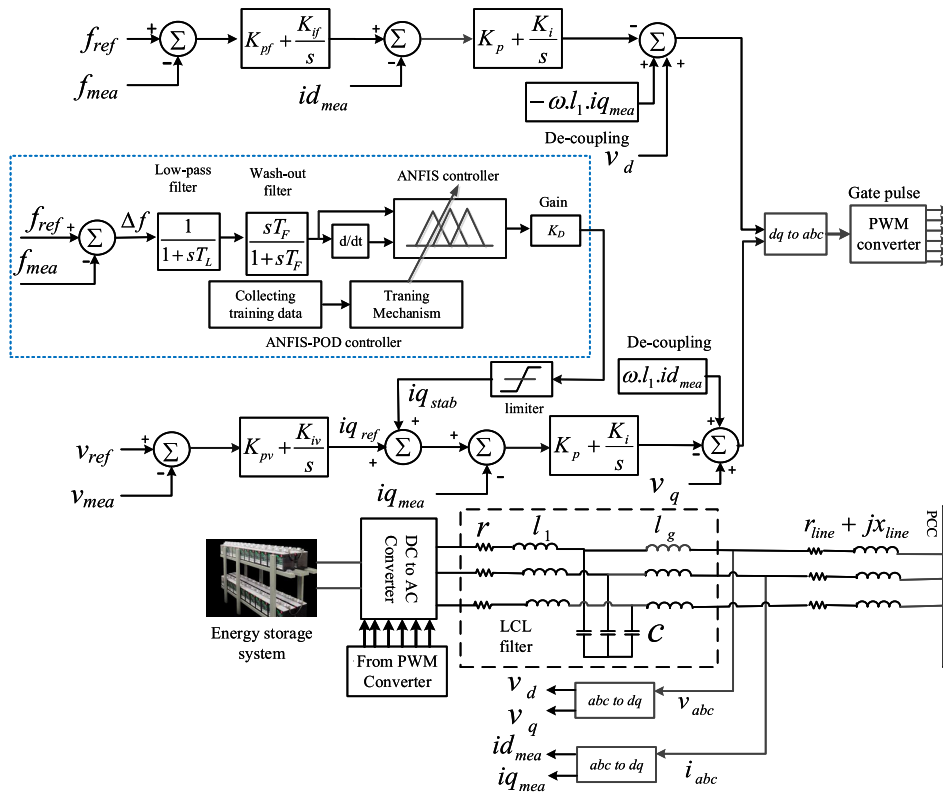 f_ref
+
Σ
-
K_pf + K_if/s
+
Σ
-
K_p + K_i/s
-
Σ
+
+
f_mea
id_mea
-ω.l_1.iq_mea
De-coupling
v_d
Low-pass
filter
Wash-out
filter
ANFIS controller
Gain
f_ref
+
Σ
-
Δf
1/(1+sT_L)
sT_F/(1+sT_F)
d/dt
K_D
f_mea
Collecting
training data
Traning
Mechanism
ANFIS-POD controller
Gate pulse
dq to abc
PWM
converter
De-coupling
ω.l_1.id_mea
limiter
iq_stab
v_ref
+
Σ
-
K_pv + K_iv/s
iq_ref
+
+
Σ
+
Σ
-
K_p + K_i/s
+
-
Σ
+
v_mea
iq_mea
v_q
Energy storage
system
DC to AC
Converter
From PWM
Converter
r
l_1
l_g
LCL
filter
c
r_line + jx_line
PCC
v_d
v_q
abc to dq
v_abc
id_mea
iq_mea
abc to dq
i_abc